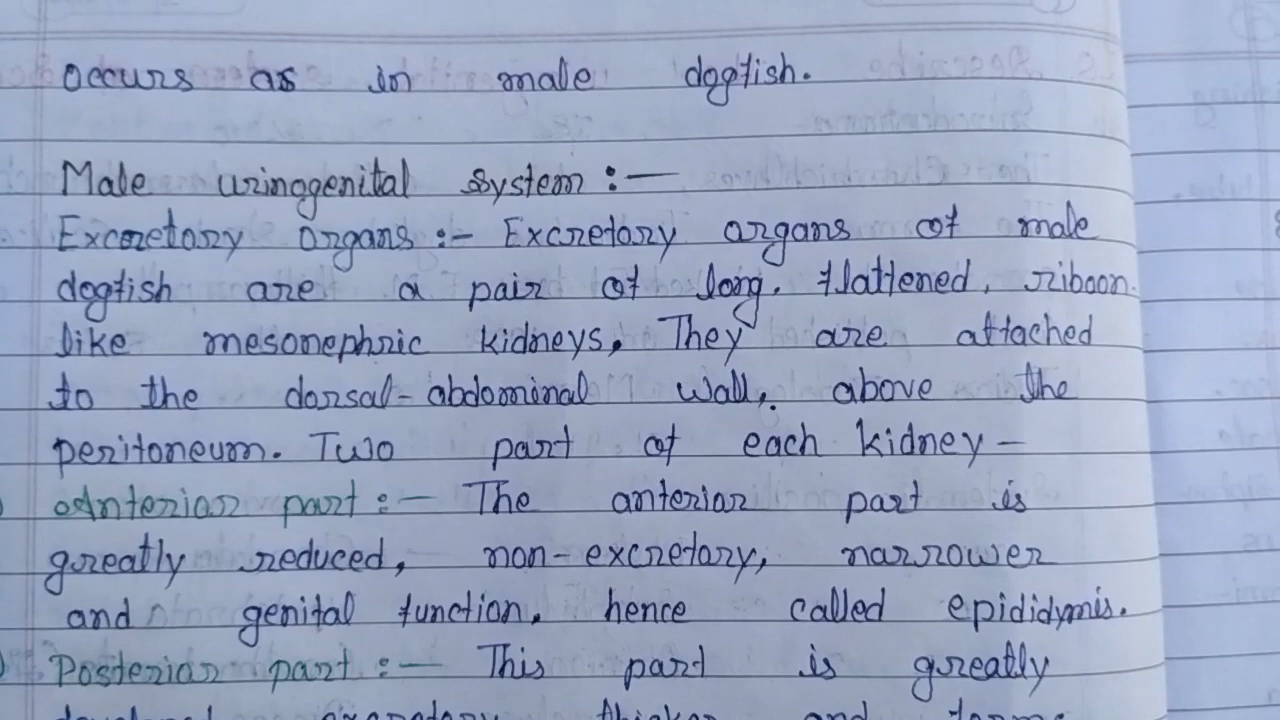 occurs as in male dogfish.
Male urinogenital system :-
Excretory organs :- Excretory organs of male
dogfish are a pair of long, flattened, riboon
like mesonephric kidneys. They are attached
to the dorsal-abdominal wall, above the
peritoneum. Two part of each kidney -
Anterior part :- The anterior part is
greatly reduced, non-excretory, narrower
and genital function, hence called epididymis.
Posterior part :- This part is greatly